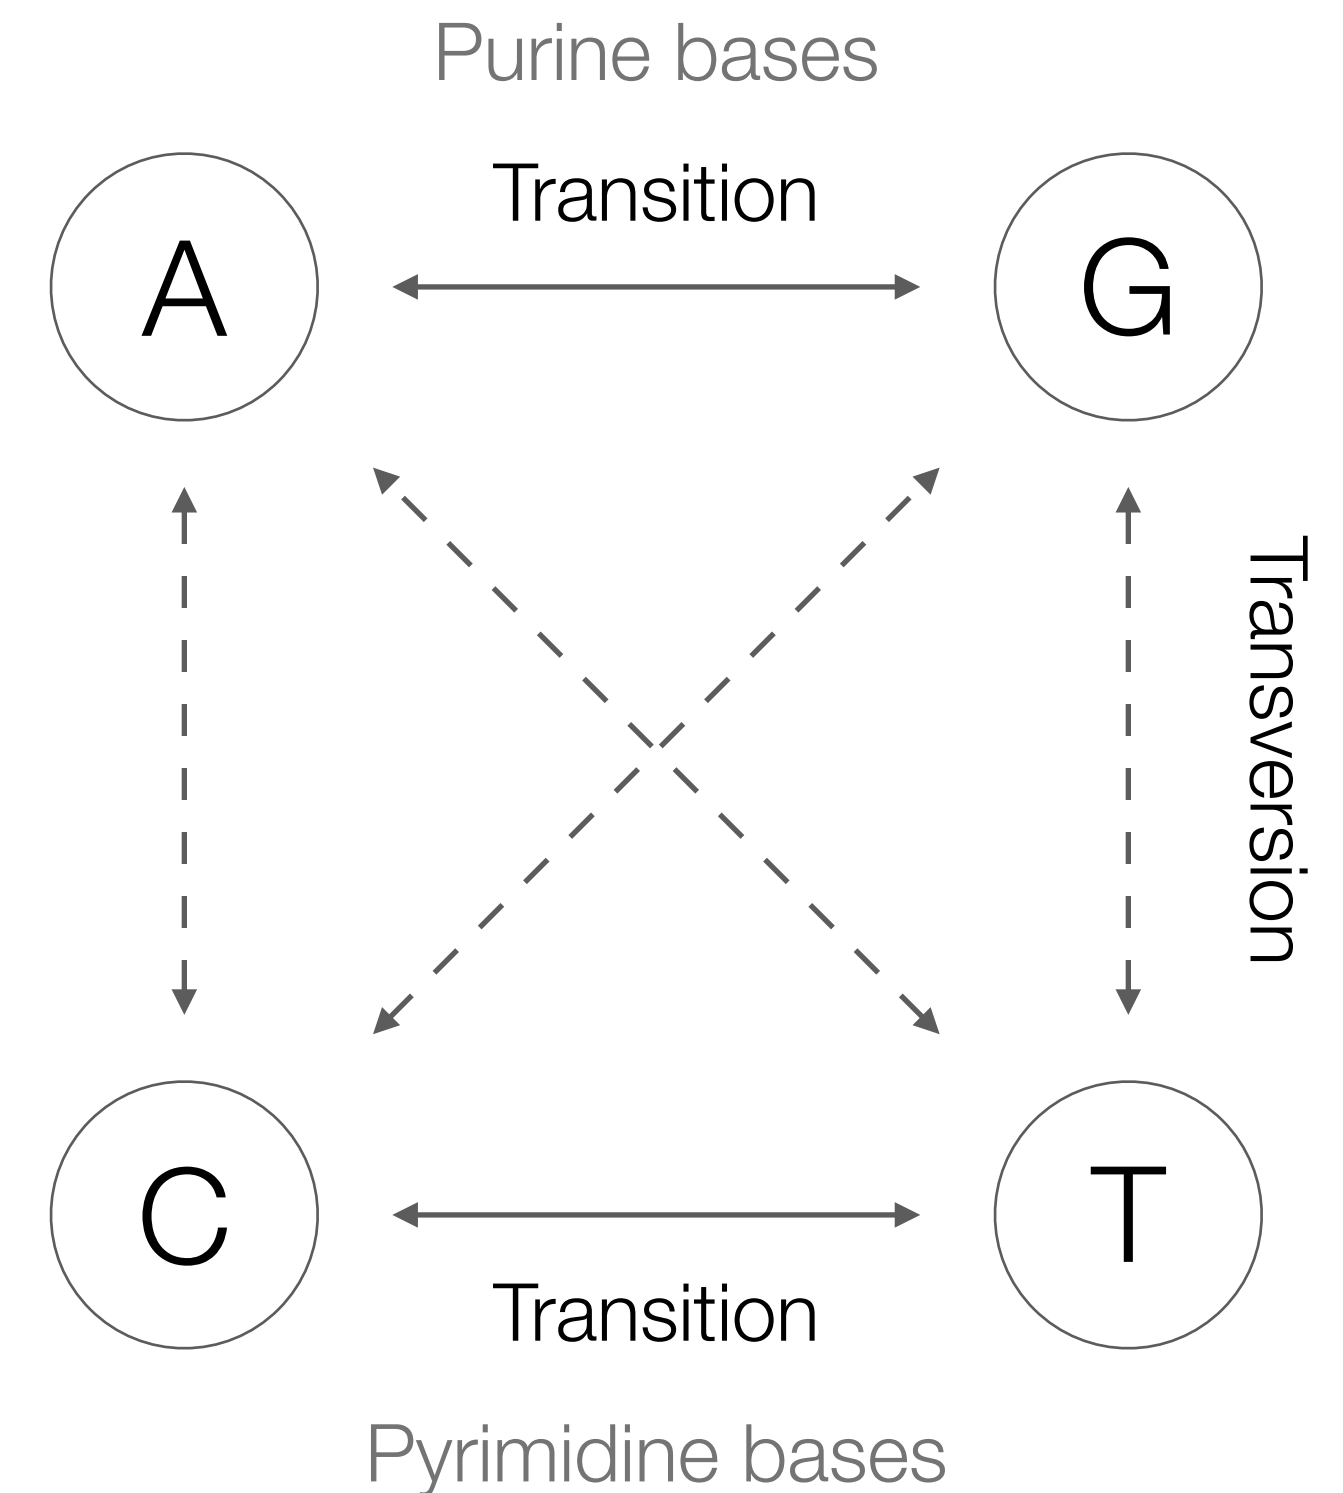 Purine bases
Transition
A
G
Transversion
C
T
Transition
Pyrimidine bases